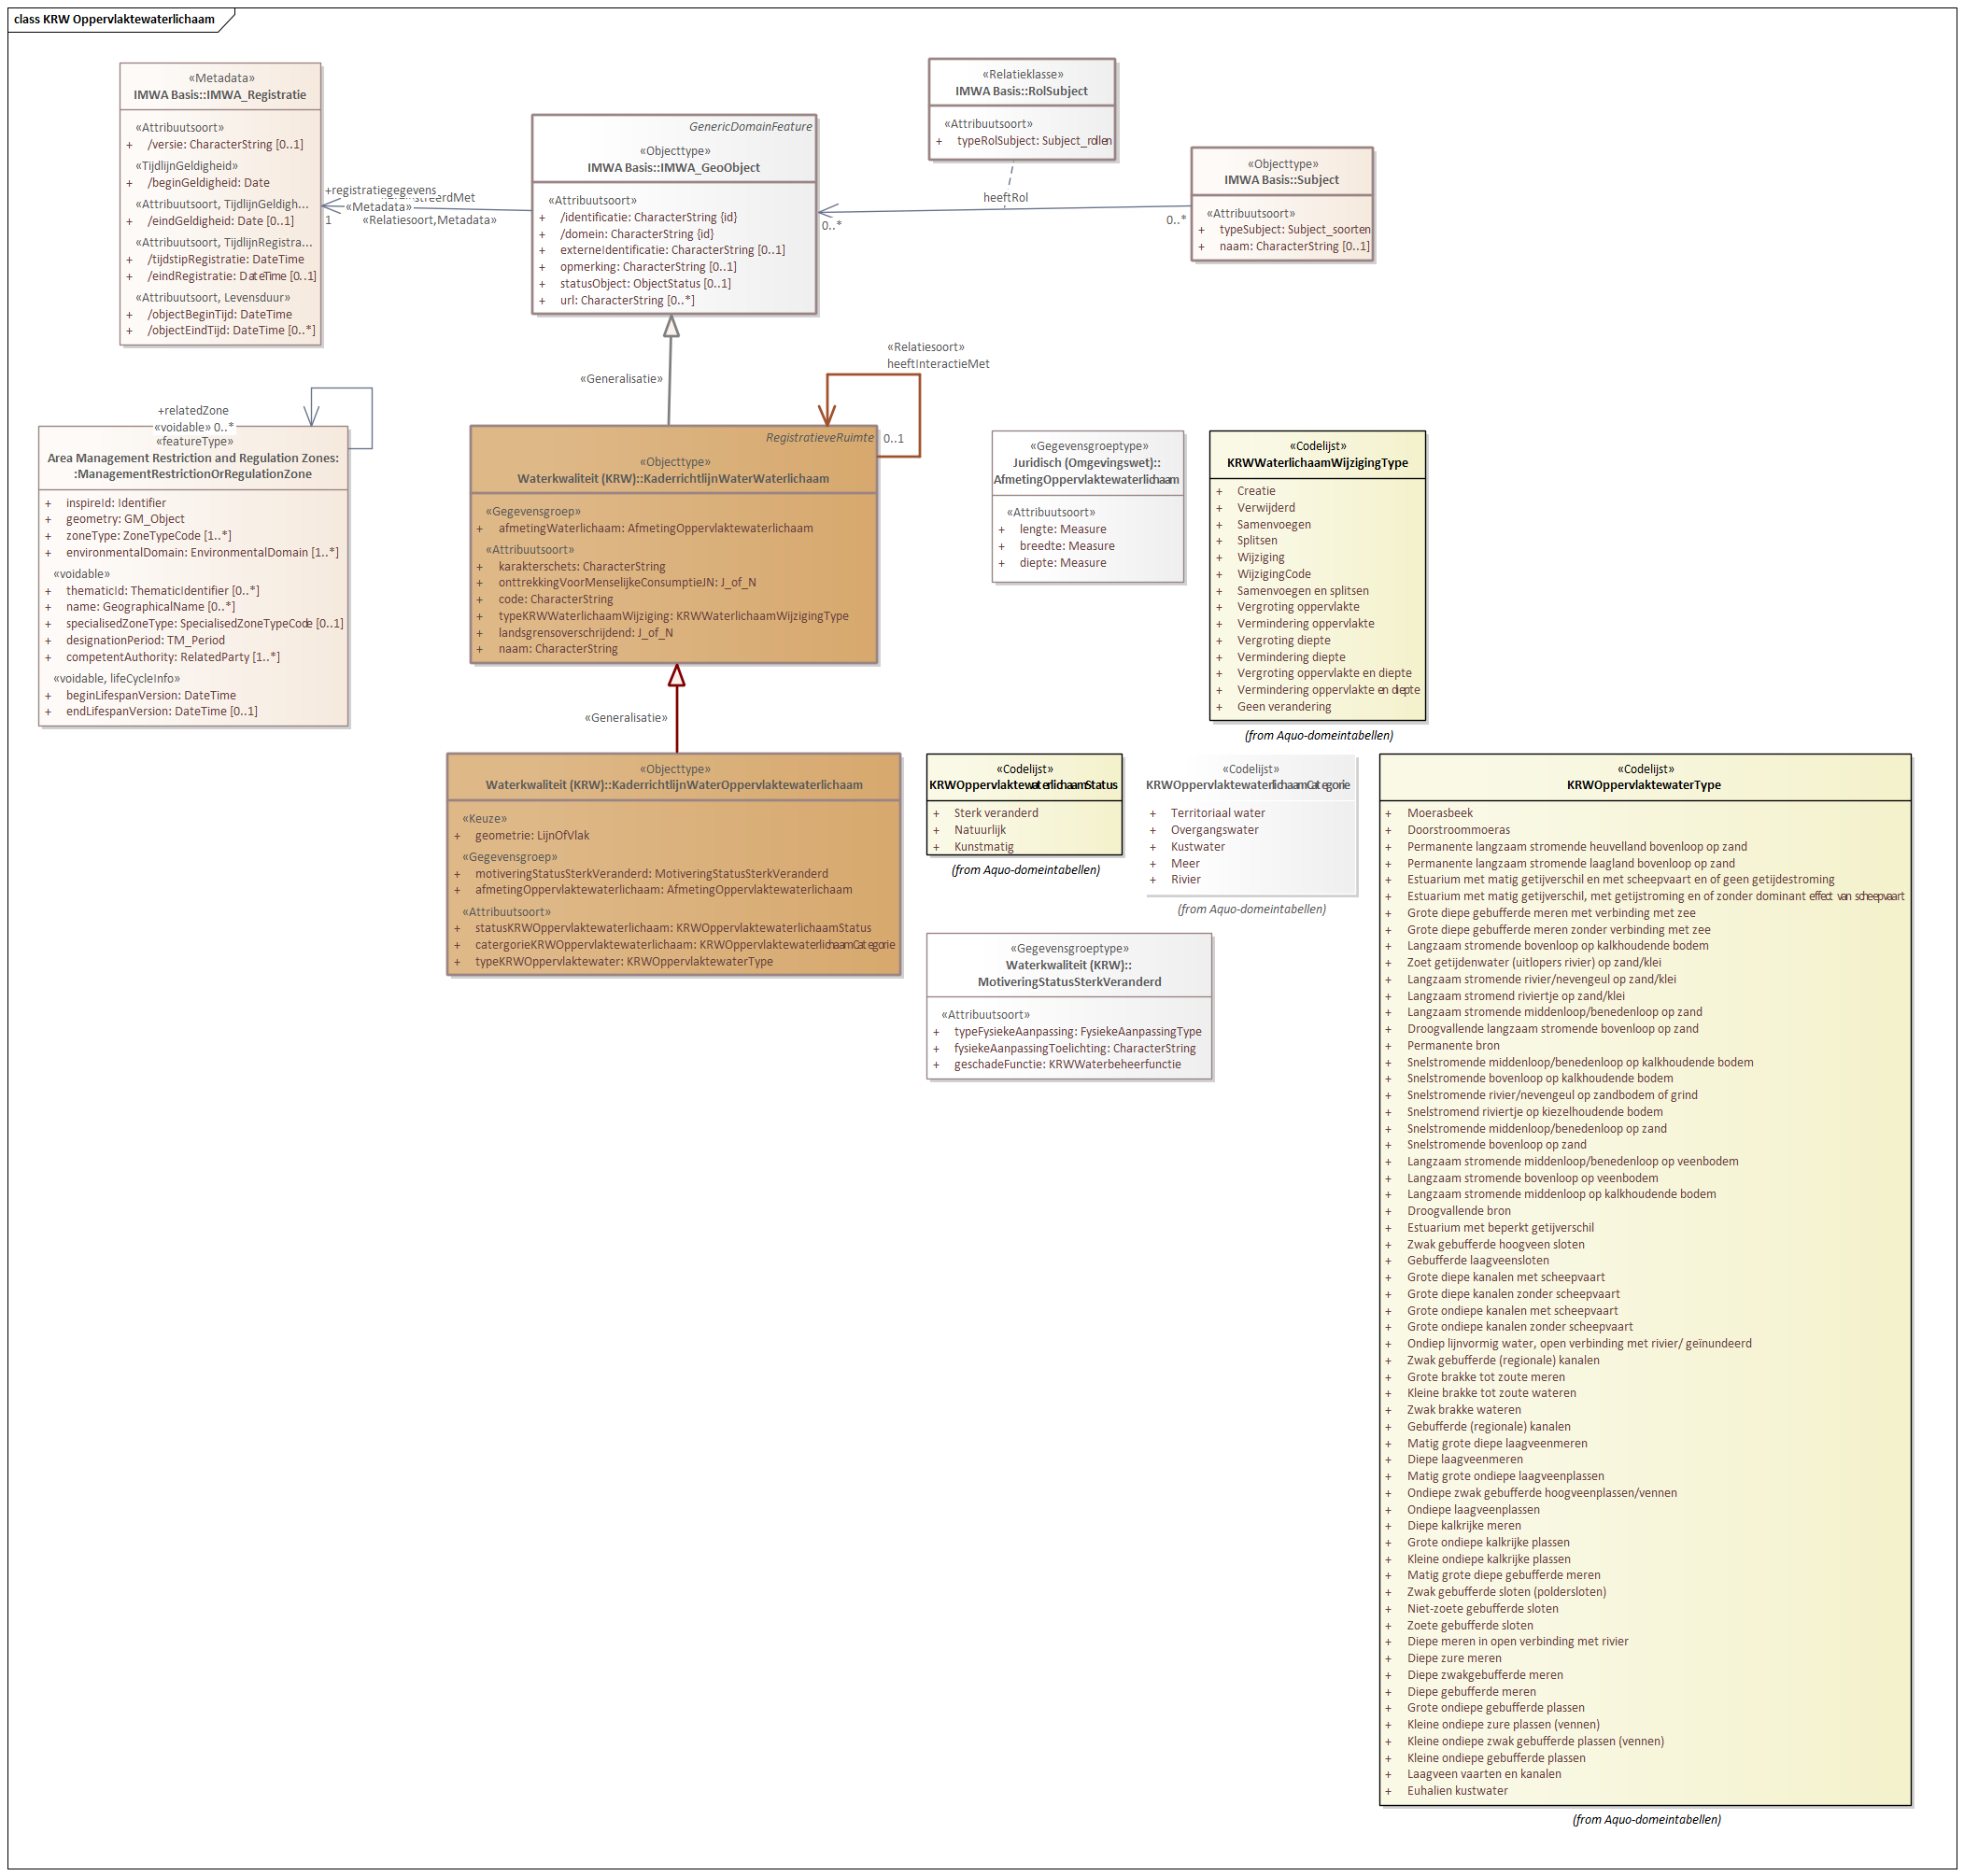 class KRW Oppervlaktewaterlichaam
«Metadata»
IMWA Basis::IMWA_Registratie
«Attribuutsoort»
+ /versie: CharacterString [0..1]
«TijdlijnGeldigheid»
+ /beginGeldigheid: Date
«Attribuutsoort, TijdlijnGeldigh...
+ /eindGeldigheid: Date [0..1]
«Attribuutsoort, TijdlijnRegistra...
+ /tijdstipRegistratie: DateTime
+ /eindRegistratie: DateTime [0..1]
«Attribuutsoort, Levensduur»
+ /objectBeginTijd: DateTime
+ /objectEindTijd: DateTime [0..*]
+registratiegegevens
«Metadata»
1
«Relatiesoort,Metadata»
GenericDomainFeature
«Objecttype»
IMWA Basis::IMWA_GeoObject
«Attribuutsoort»
+ /identificatie: CharacterString {id}
+ /domein: CharacterString {id}
+ externeIdentificatie: CharacterString [0..1]
+ opmerking: CharacterString [0..1]
+ statusObject: ObjectStatus [0..1]
+ url: CharacterString [0..*]
«Relatieklasse»
IMWA Basis::RolSubject
«Attribuutsoort»
+ typeRolSubject: Subject_rollen
heeftRol
0..*
0..*
«Objecttype»
IMWA Basis::Subject
«Attribuutsoort»
+ typeSubject: Subject_soorten
+ naam: CharacterString [0..1]
«Generalisatie»
«Relatiesoort»
heeftInteractieMet
0..1
+relatedZone
«voidable» 0..*
«featureType»
Area Management Restriction and Regulation Zones:
:ManagementRestrictionOrRegulationZone
+ inspireId: Identifier
+ geometry: GM_Object
+ zoneType: ZoneTypeCode [1..*]
+ environmentalDomain: EnvironmentalDomain [1..*]
«voidable»
+ thematicId: ThematicIdentifier [0..*]
+ name: GeographicalName [0..*]
+ specialisedZoneType: SpecialisedZoneTypeCode [0..1]
+ designationPeriod: TM_Period
+ competentAuthority: RelatedParty [1..*]
«voidable, lifeCycleInfo»
+ beginLifespanVersion: DateTime
+ endLifespanVersion: DateTime [0..1]
RegistratieveRuimte
«Objecttype»
Waterkwaliteit (KRW)::KaderrichtlijnWaterWaterlichaam
«Gegevensgroep»
+ afmetingWaterlichaam: AfmetingOppervlaktewaterlichaam
«Attribuutsoort»
+ karakterschets: CharacterString
+ onttrekkingVoorMenselijkeConsumptieJN: J_of_N
+ code: CharacterString
+ typeKRWWaterlichaamWijziging: KRWWaterlichaamWijzigingType
+ landsgrensoverschrijdend: J_of_N
+ naam: CharacterString
«Gegevensgroeptype»
Juridisch (Omgevingswet)::
AfmetingOppervlaktewaterlichaam
«Attribuutsoort»
+ lengte: Measure
+ breedte: Measure
+ diepte: Measure
«Codelijst»
KRWWaterlichaamWijzigingType
+ Creatie
+ Verwijderd
+ Samenvoegen
+ Splitsen
+ Wijziging
+ WijzigingCode
+ Samenvoegen en splitsen
+ Vergroting oppervlakte
+ Vermindering oppervlakte
+ Vergroting diepte
+ Vermindering diepte
+ Vergroting oppervlakte en diepte
+ Vermindering oppervlakte en diepte
+ Geen verandering
(from Aquo-domeintabellen)
«Generalisatie»
«Objecttype»
Waterkwaliteit (KRW)::KaderrichtlijnWaterOppervlaktewaterlichaam
«Keuze»
+ geometrie: LijnOfVlak
«Gegevensgroep»
+ motiveringStatusSterkVeranderd: MotiveringStatusSterkVeranderd
+ afmetingOppervlaktewaterlichaam: AfmetingOppervlaktewaterlichaam
«Attribuutsoort»
+ statusKRWOppervlaktewaterlichaam: KRWOppervlaktewaterlichaamStatus
+ catergorieKRWOppervlaktewaterlichaam: KRWOppervlaktewaterlichaamCategorie
+ typeKRWOppervlaktewater: KRWOppervlaktewaterType
«Codelijst»
KRWOppervlaktewaterlichaamStatus
+ Sterk veranderd
+ Natuurlijk
+ Kunstmatig
(from Aquo-domeintabellen)
«Codelijst»
KRWOppervlaktewaterlichaamCategorie
+ Territoriaal water
+ Overgangswater
+ Kustwater
+ Meer
+ Rivier
(from Aquo-domeintabellen)
«Gegevensgroeptype»
Waterkwaliteit (KRW)::
MotiveringStatusSterkVeranderd
«Attribuutsoort»
+ typeFysiekeAanpassing: FysiekeAanpassingType
+ fysiekeAanpassingToelichting: CharacterString
+ geschadeFunctie: KRWWaterbeheerfunctie
«Codelijst»
KRWOppervlaktewaterType
+ Moerasbeek
+ Doorstroommoeras
+ Permanente langzaam stromende heuvelland bovenloop op zand
+ Permanente langzaam stromende laagland bovenloop op zand
+ Estuarium met matig getijverschil en met scheepvaart en of geen getijdestroming
+ Estuarium met matig getijverschil, met getijstroming en of zonder dominant effect van scheepvaart
+ Grote diepe gebufferde meren met verbinding met zee
+ Grote diepe gebufferde meren zonder verbinding met zee
+ Langzaam stromende bovenloop op kalkhoudende bodem
+ Zoet getijdenwater (uitlopers rivier) op zand/klei
+ Langzaam stromende rivier/nevengeul op zand/klei
+ Langzaam stromend riviertje op zand/klei
+ Langzaam stromende middenloop/benedenloop op zand
+ Droogvallende langzaam stromende bovenloop op zand
+ Permanente bron
+ Snelstromende middenloop/benedenloop op kalkhoudende bodem
+ Snelstromende bovenloop op kalkhoudende bodem
+ Snelstromende rivier/nevengeul op zandbodem of grind
+ Snelstromend riviertje op kiezelhoudende bodem
+ Snelstromende middenloop/benedenloop op zand
+ Snelstromende bovenloop op zand
+ Langzaam stromende middenloop/benedenloop op veenbodem
+ Langzaam stromende bovenloop op veenbodem
+ Langzaam stromende middenloop op kalkhoudende bodem
+ Droogvallende bron
+ Estuarium met beperkt getijverschil
+ Zwak gebufferde hoogveen sloten
+ Gebufferde laagveensloten
+ Grote diepe kanalen met scheepvaart
+ Grote diepe kanalen zonder scheepvaart
+ Grote ondiepe kanalen met scheepvaart
+ Grote ondiepe kanalen zonder scheepvaart
+ Ondiep lijnvormig water, open verbinding met rivier/ geïnundeerd
+ Zwak gebufferde (regionale) kanalen
+ Grote brakke tot zoute meren
+ Kleine brakke tot zoute wateren
+ Zwak brakke wateren
+ Gebufferde (regionale) kanalen
+ Matig grote diepe laagveenmeren
+ Diepe laagveenmeren
+ Matig grote ondiepe laagveenplassen
+ Ondiepe zwak gebufferde hoogveenplassen/vennen
+ Ondiepe laagveenplassen
+ Diepe kalkrijke meren
+ Grote ondiepe kalkrijke plassen
+ Kleine ondiepe kalkrijke plassen
+ Matig grote diepe gebufferde meren
+ Zwak gebufferde sloten (poldersloten)
+ Niet-zoete gebufferde sloten
+ Zoete gebufferde sloten
+ Diepe meren in open verbinding met rivier
+ Diepe zure meren
+ Diepe zwakgebufferde meren
+ Diepe gebufferde meren
+ Grote ondiepe gebufferde plassen
+ Kleine ondiepe zure plassen (vennen)
+ Kleine ondiepe zwak gebufferde plassen (vennen)
+ Kleine ondiepe gebufferde plassen
+ Laagveen vaarten en kanalen
+ Euhalien kustwater
(from Aquo-domeintabellen)